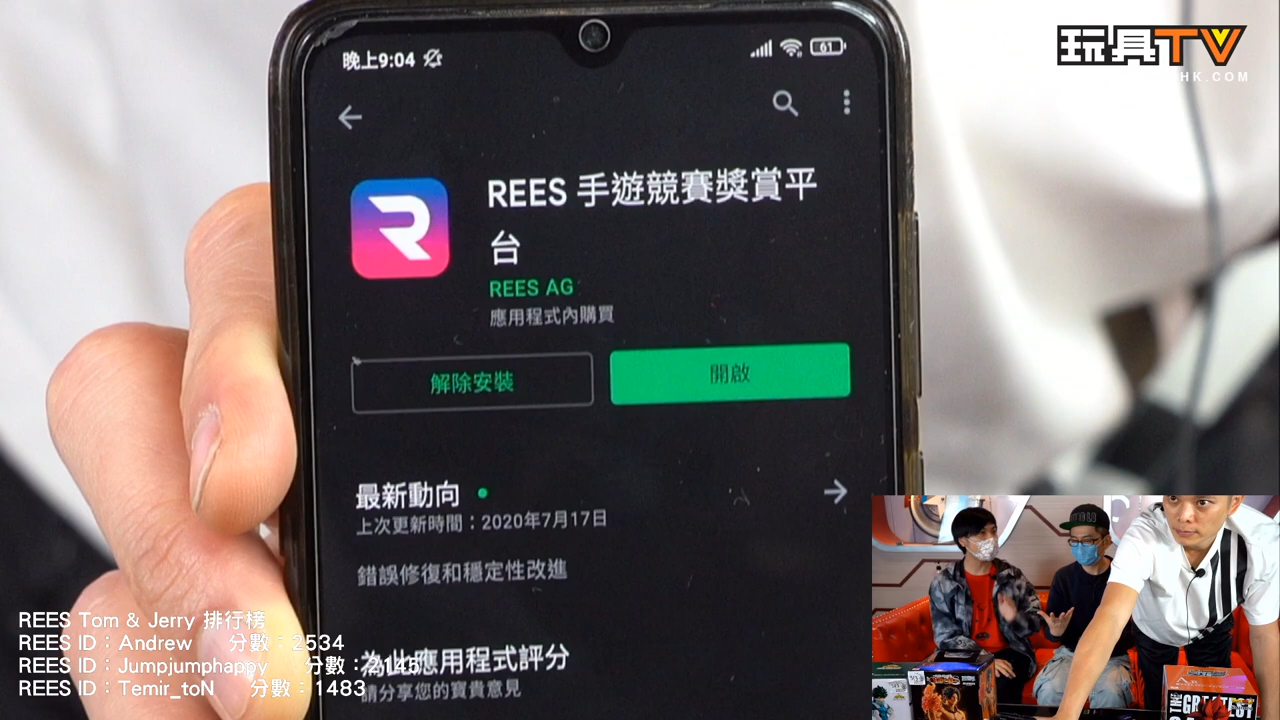 晚上9:04
61
玩具TV
HK.COM
REES 手遊競賽獎賞平
台
REES AG
應用程式內購買
解除安裝
開啟
最新動向
上次更新時間：2020年7月17日
錯誤修復和穩定性改進
為此應用程式評分
請分享您的寶貴意見
REES Tom & Jerry 排行榜
REES ID：Andrew 分數：2534
REES ID：Jumpjumphappy 分數：2145
REES ID：Temir_toN 分數：1483
THE
GREATEST